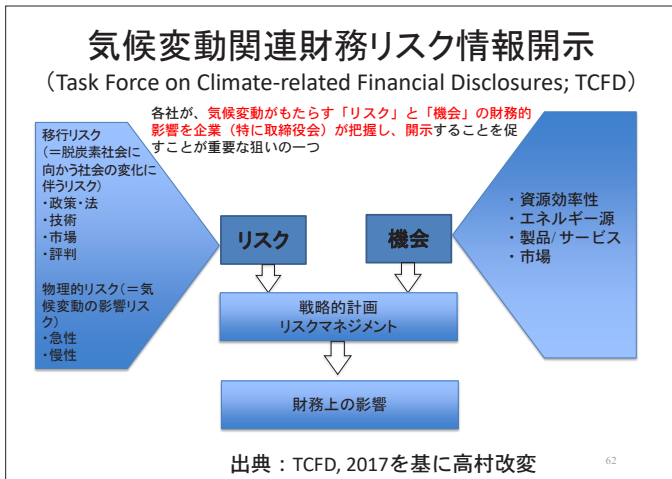 気候変動関連財務リスク情報開示
（Task Force on Climate-related Financial Disclosures; TCFD）
各社が、気候変動がもたらす「リスク」と「機会」の財務的
影響を企業（特に取締役会）が把握し、開示することを促
すことが重要な狙いの一つ
移行リスク
（＝脱炭素社会に
向かう社会の変化に
伴うリスク）
・政策・法
・技術
・市場
・評判
物理的リスク（＝気
候変動の影響リス
ク）
・急性
・慢性
リスク
機会
・資源効率性
・エネルギー源
・製品/サービス
・市場
戦略的計画
リスクマネジメント
財務上の影響
出典：TCFD, 2017を基に高村改変
62